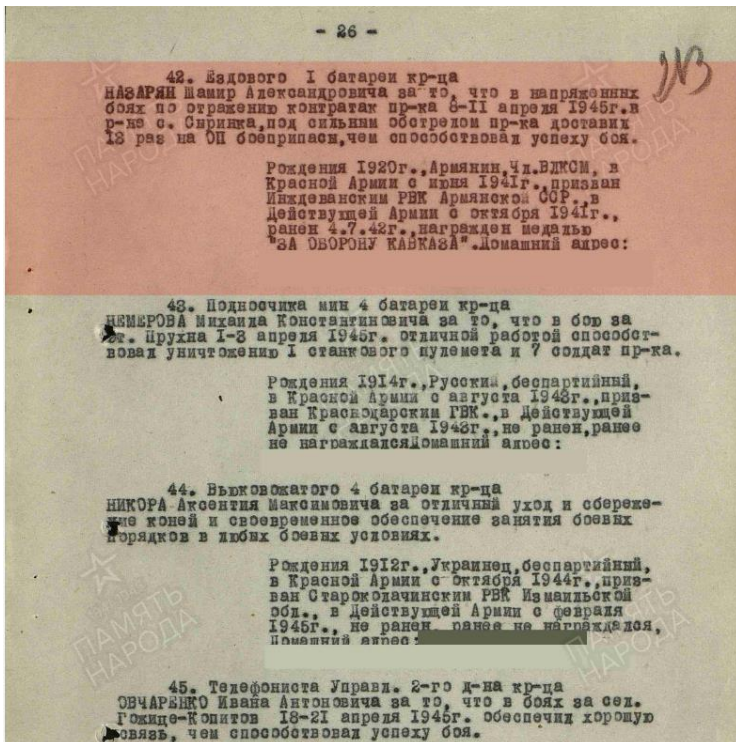 - 26 -
213
42. Ездового I батареи кр-ца
НАЗАРЯН Шамир Александровича за то, что в напряженных
боях по отражению контратак пр-ка 8-II апреля 1945г.в
р-не с. Сыринка,под сильным обстрелом пр-ка доставил
18 раз на ОП боеприпасы,чем способствовал успеху боя.
Рождения 1920г.,Армянин,Чл.ВЛКСМ, в
Красной Армии с июня 1941г.,призван
Инждеванским РВК Армянской ССР.,в
Действующей Армии с октября 1941г.,
ранен 4.7.42г.,награжден медалью
"ЗА ОБОРОНУ КАВКАЗА".Домашний адрес:
43. Подносчика мин 4 батареи кр-ца
НЕМЕРОВА Михаила Константиновича за то, что в бою за
ст. Прухна I-3 апреля 1945г. отличной работой способст-
вовал уничтожению I станкового пулемета и 7 солдат пр-ка.
Рождения 1914г.,Русский,беспартийный,
в Красной Армии с августа 1943г.,приз-
ван Краснодарским ГВК.,в Действующей
Армии с августа 1943г.,не ранен,ранее
не награждалсяДомашний адрес:
44. Вьюковожатого 4 батареи кр-ца
НИКОРА Аксентия Максимовича за отличный уход и сбереже-
ние коней и своевременное обеспечение занятия боевых
порядков в любых боевых условиях.
Рождения 1912г.,Украинец,беспартийный,
в Красной Армии с октября 1944г.,приз-
ван Староколачинским РВК Измаильской
обл., в Действующей Армии с февраля
1945г., не ранен, ранее не награждался,
Домашний адрес:
45. Телефониста Управл. 2-го д-на кр-ца
ОВЧАРЕНКО Ивана Антоновича за то, что в боях за сел.
Гожице-Копитов 18-21 апреля 1945г. обеспечил хорошую
связь, чем способствовал успеху боя.
ПАМЯТЬ
НАРОДА